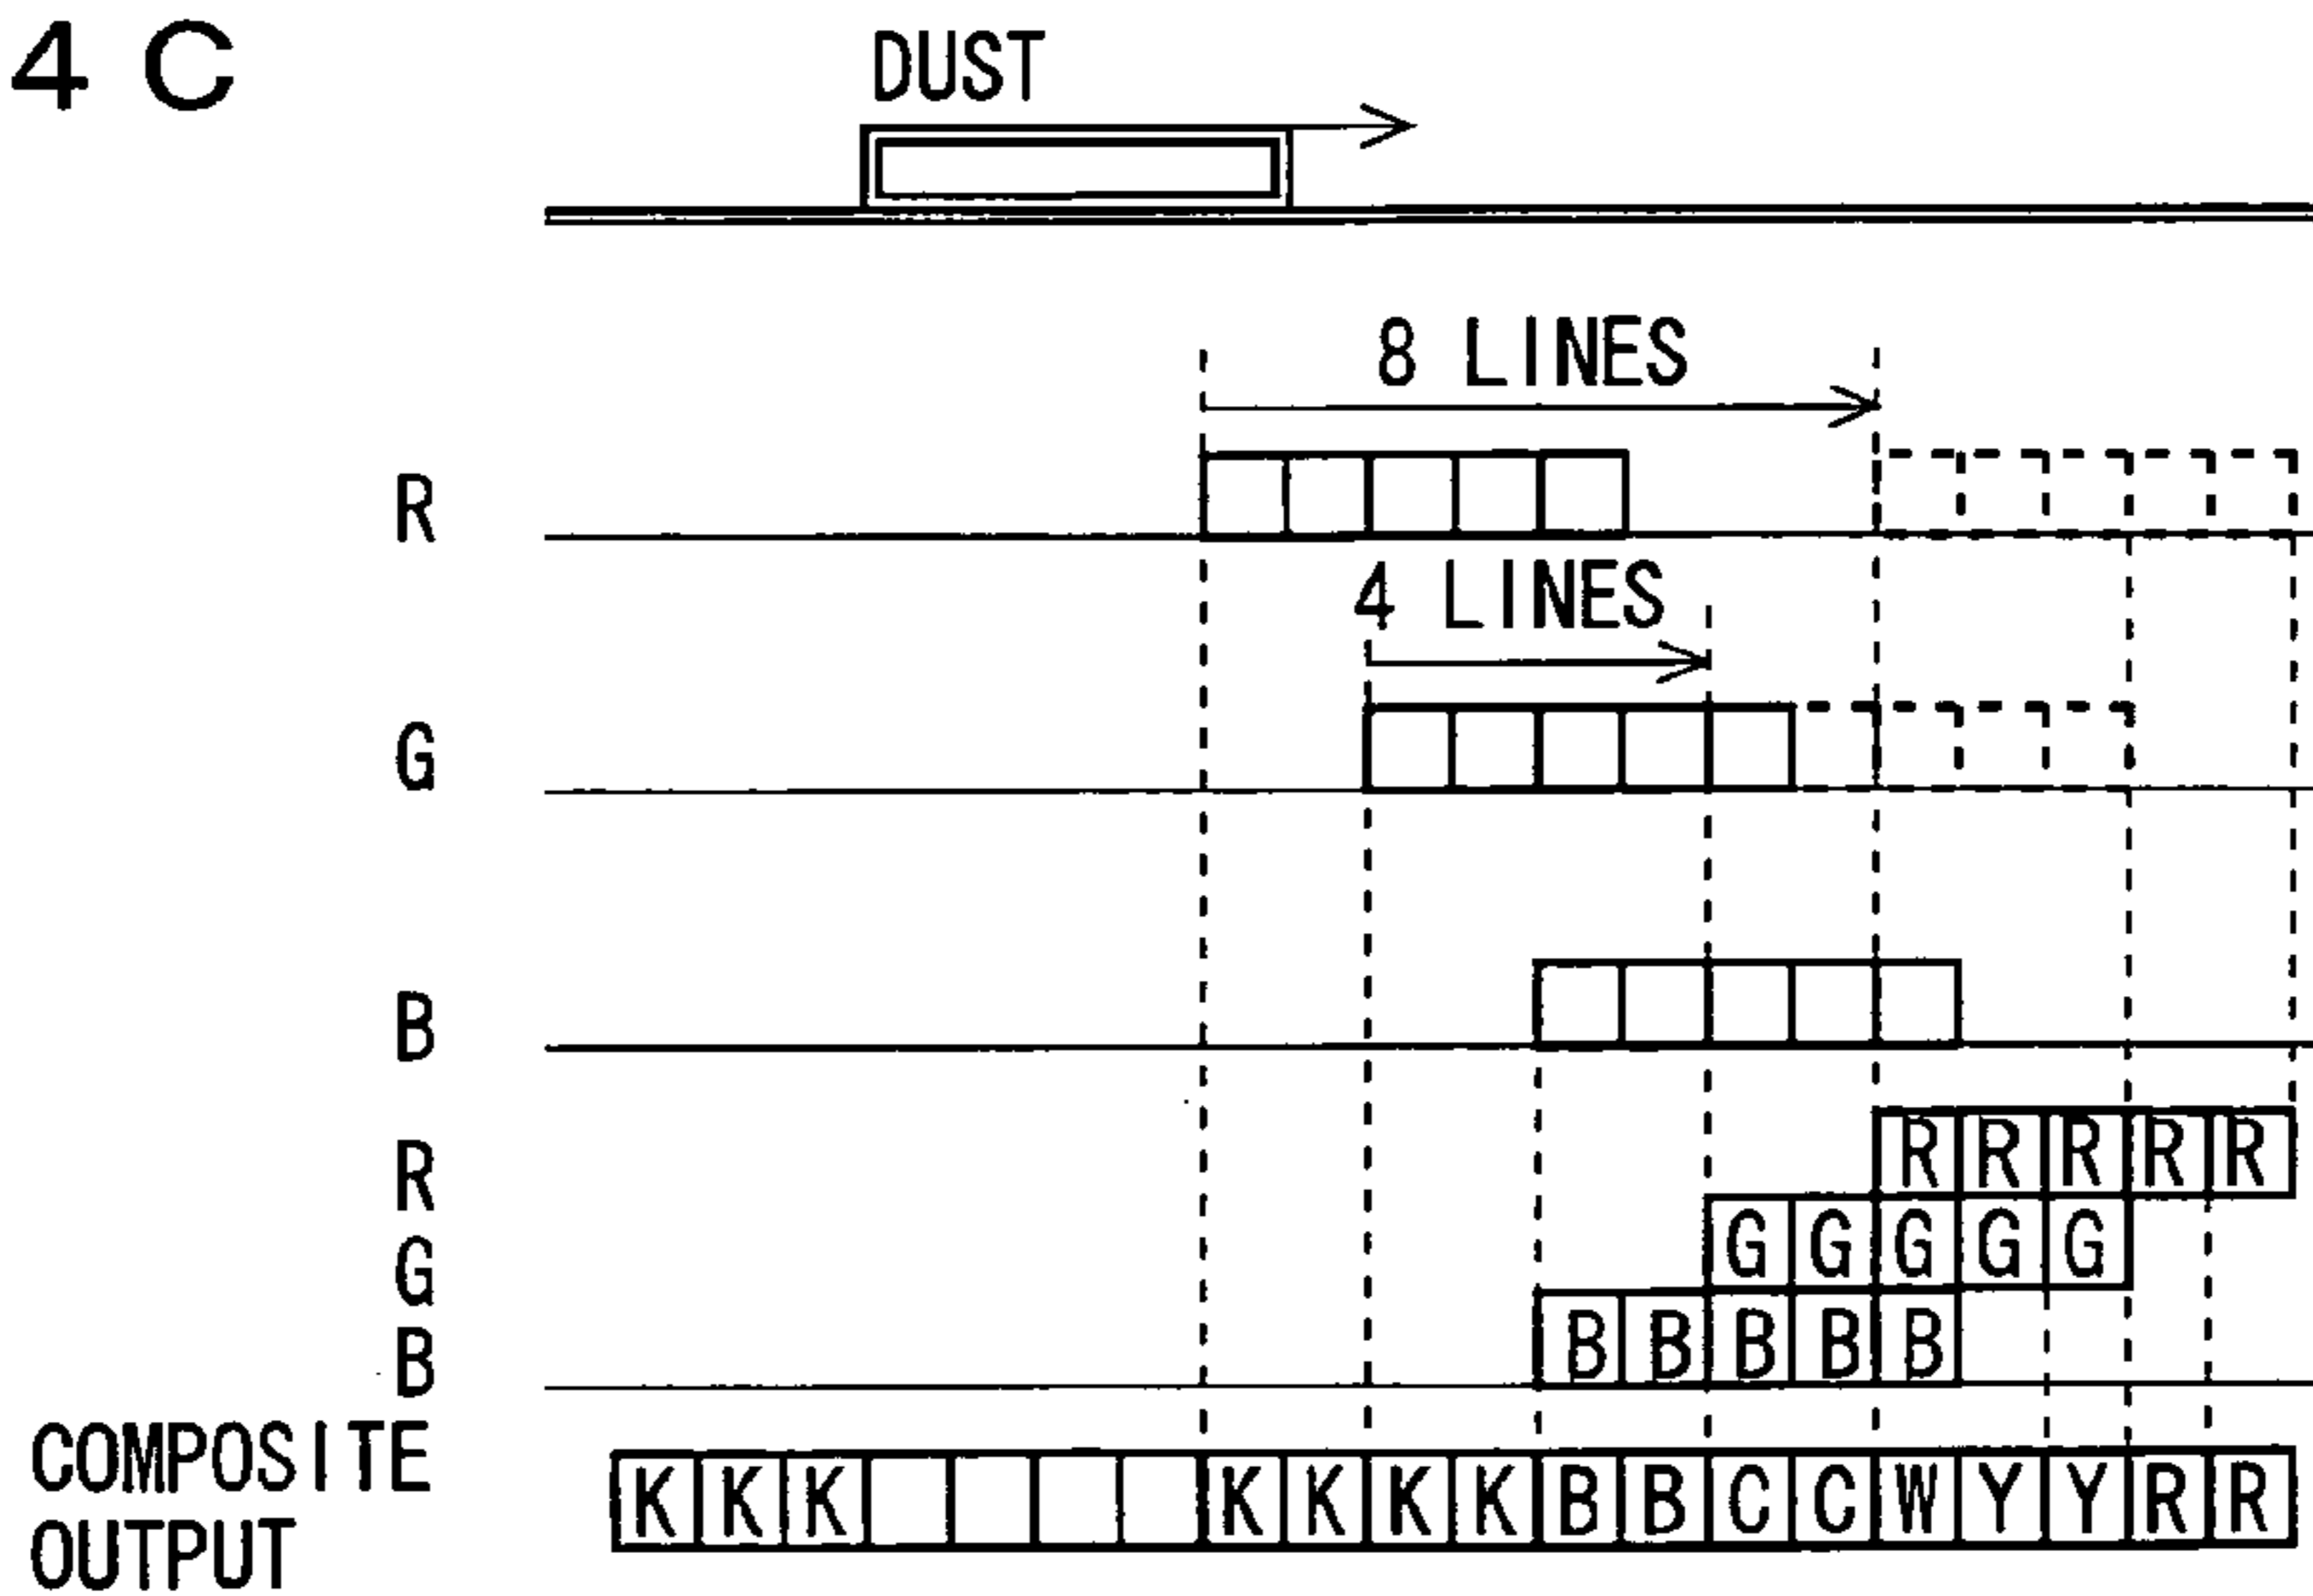 4 C
DUST
8 LINES
R
4 LINES
G
B
R R R R R R
G G G G G G
B B B B B B
COMPOSITE OUTPUT K K K K K K K B B C C W Y Y R R